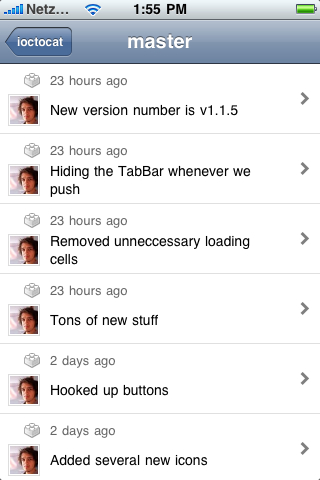 Netz... 1:55 PM
ioctocat master
23 hours ago
New version number is v1.1.5
23 hours ago
Hiding the TabBar whenever we
push
23 hours ago
Removed unneccessary loading
cells
23 hours ago
Tons of new stuff
2 days ago
Hooked up buttons
2 days ago
Added several new icons